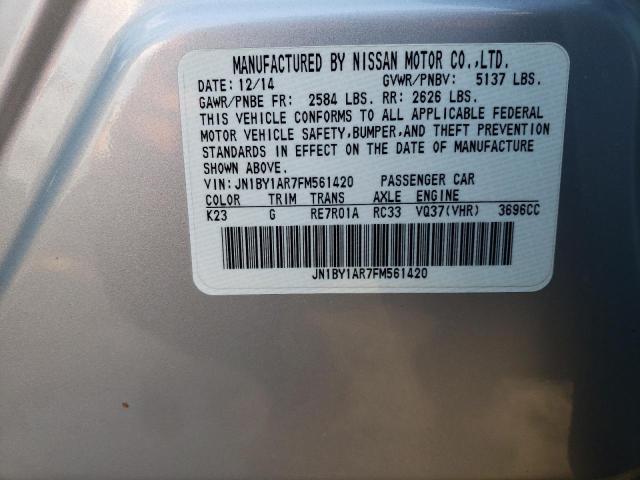 MANUFACTURED BY NISSAN MOTOR CO.,LTD.
DATE: 12/14 GVWR/PNBV: 5137 LBS.
GAWR/PNBE FR: 2584 LBS. RR: 2626 LBS.
THIS VEHICLE CONFORMS TO ALL APPLICABLE FEDERAL
MOTOR VEHICLE SAFETY,BUMPER,AND THEFT PREVENTION
STANDARDS IN EFFECT ON THE DATE OF MANUFACTURE
SHOWN ABOVE.
VIN: JN1BY1AR7FM561420 PASSENGER CAR
COLOR TRIM TRANS AXLE ENGINE
K23 G RE7R01A RC33 VQ37(VHR) 3696CC
JN1BY1AR7FM561420